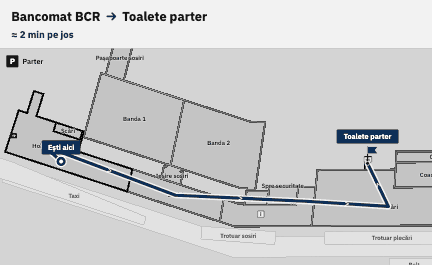 Bancomat BCR → Toalete parter
≈ 2 min pe jos
P Parter
Pașapoarte sosiri
Banda 1
Banda 2
Toalete parter
Scări
Ești aici
Ieșire sosiri
Spre securitate
Taxi
Trotuar sosiri
Trotuar plecări